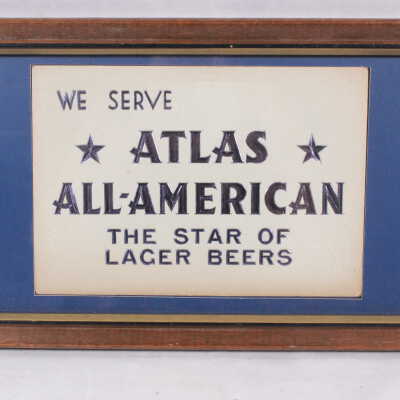 WE SERVE
ATLAS
ALL-AMERICAN
THE STAR OF
LAGER BEERS